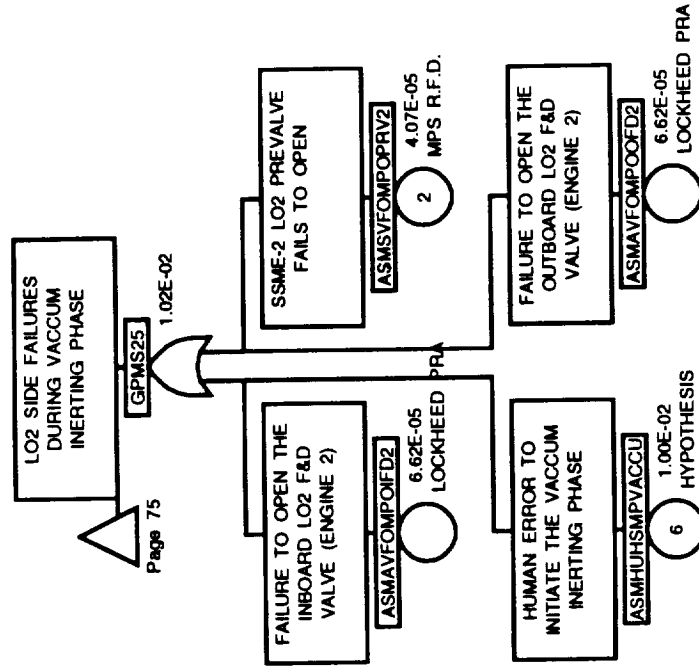 LO2 SIDE FAILURES
DURING VACCUM
INERTING PHASE
GPMS25
1.02E-02
Page 75
FAILURE TO OPEN THE
INBOARD LO2 F&D
VALVE (ENGINE 2)
ASMAVFOMPOIFD2
6.62E-05
LOCKHEED PRA
SSME-2 LO2 PREVALVE
FAILS TO OPEN
ASMSVFOMPOPRV2
2
4.07E-05
MPS R.F.D.
HUMAN ERROR TO
INITIATE THE VACCUM
INERTING PHASE
ASMHUHSMPVACCU
6
1.00E-02
HYPOTHESIS
FAILURE TO OPEN THE
OUTBOARD LO2 F&D
VALVE (ENGINE 2)
ASMAVFOMPOOFD2
6.62E-05
LOCKHEED PRA